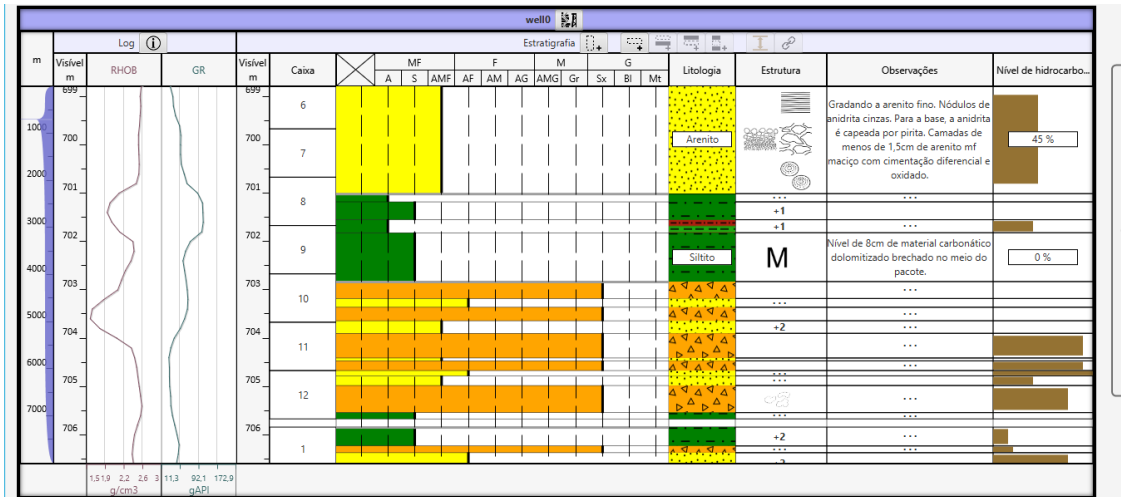 well0
Log
Estratigrafia
m
Visível
m
RHOB
GR
Visível
m
Caixa
MF
F
M
G
A
S
AMF
AF
AM
AG
AMG
Gr
Sx
Bl
Mt
Litologia
Estrutura
Observações
Nível de hidrocarbo...
1000
2000
3000
4000
5000
6000
7000
699
700
701
702
703
704
705
706
699
700
701
702
703
704
705
706
6
7
8
9
10
11
12
1
Arenito
Siltito
+1
+1
M
+2
+2
Gradando a arenito fino. Nódulos de
anidrita cinzas. Para a base, a anidrita
é capeada por pirita. Camadas de
menos de 1,5cm de arenito mf
maciço com cimentação diferencial e
oxidado.
Nível de 8cm de material carbonático
dolomitizado brechado no meio do
pacote.
45 %
0 %
1,5 1,9 2,2 2,6 3
g/cm3
11,3 92,1 172,9
gAPI